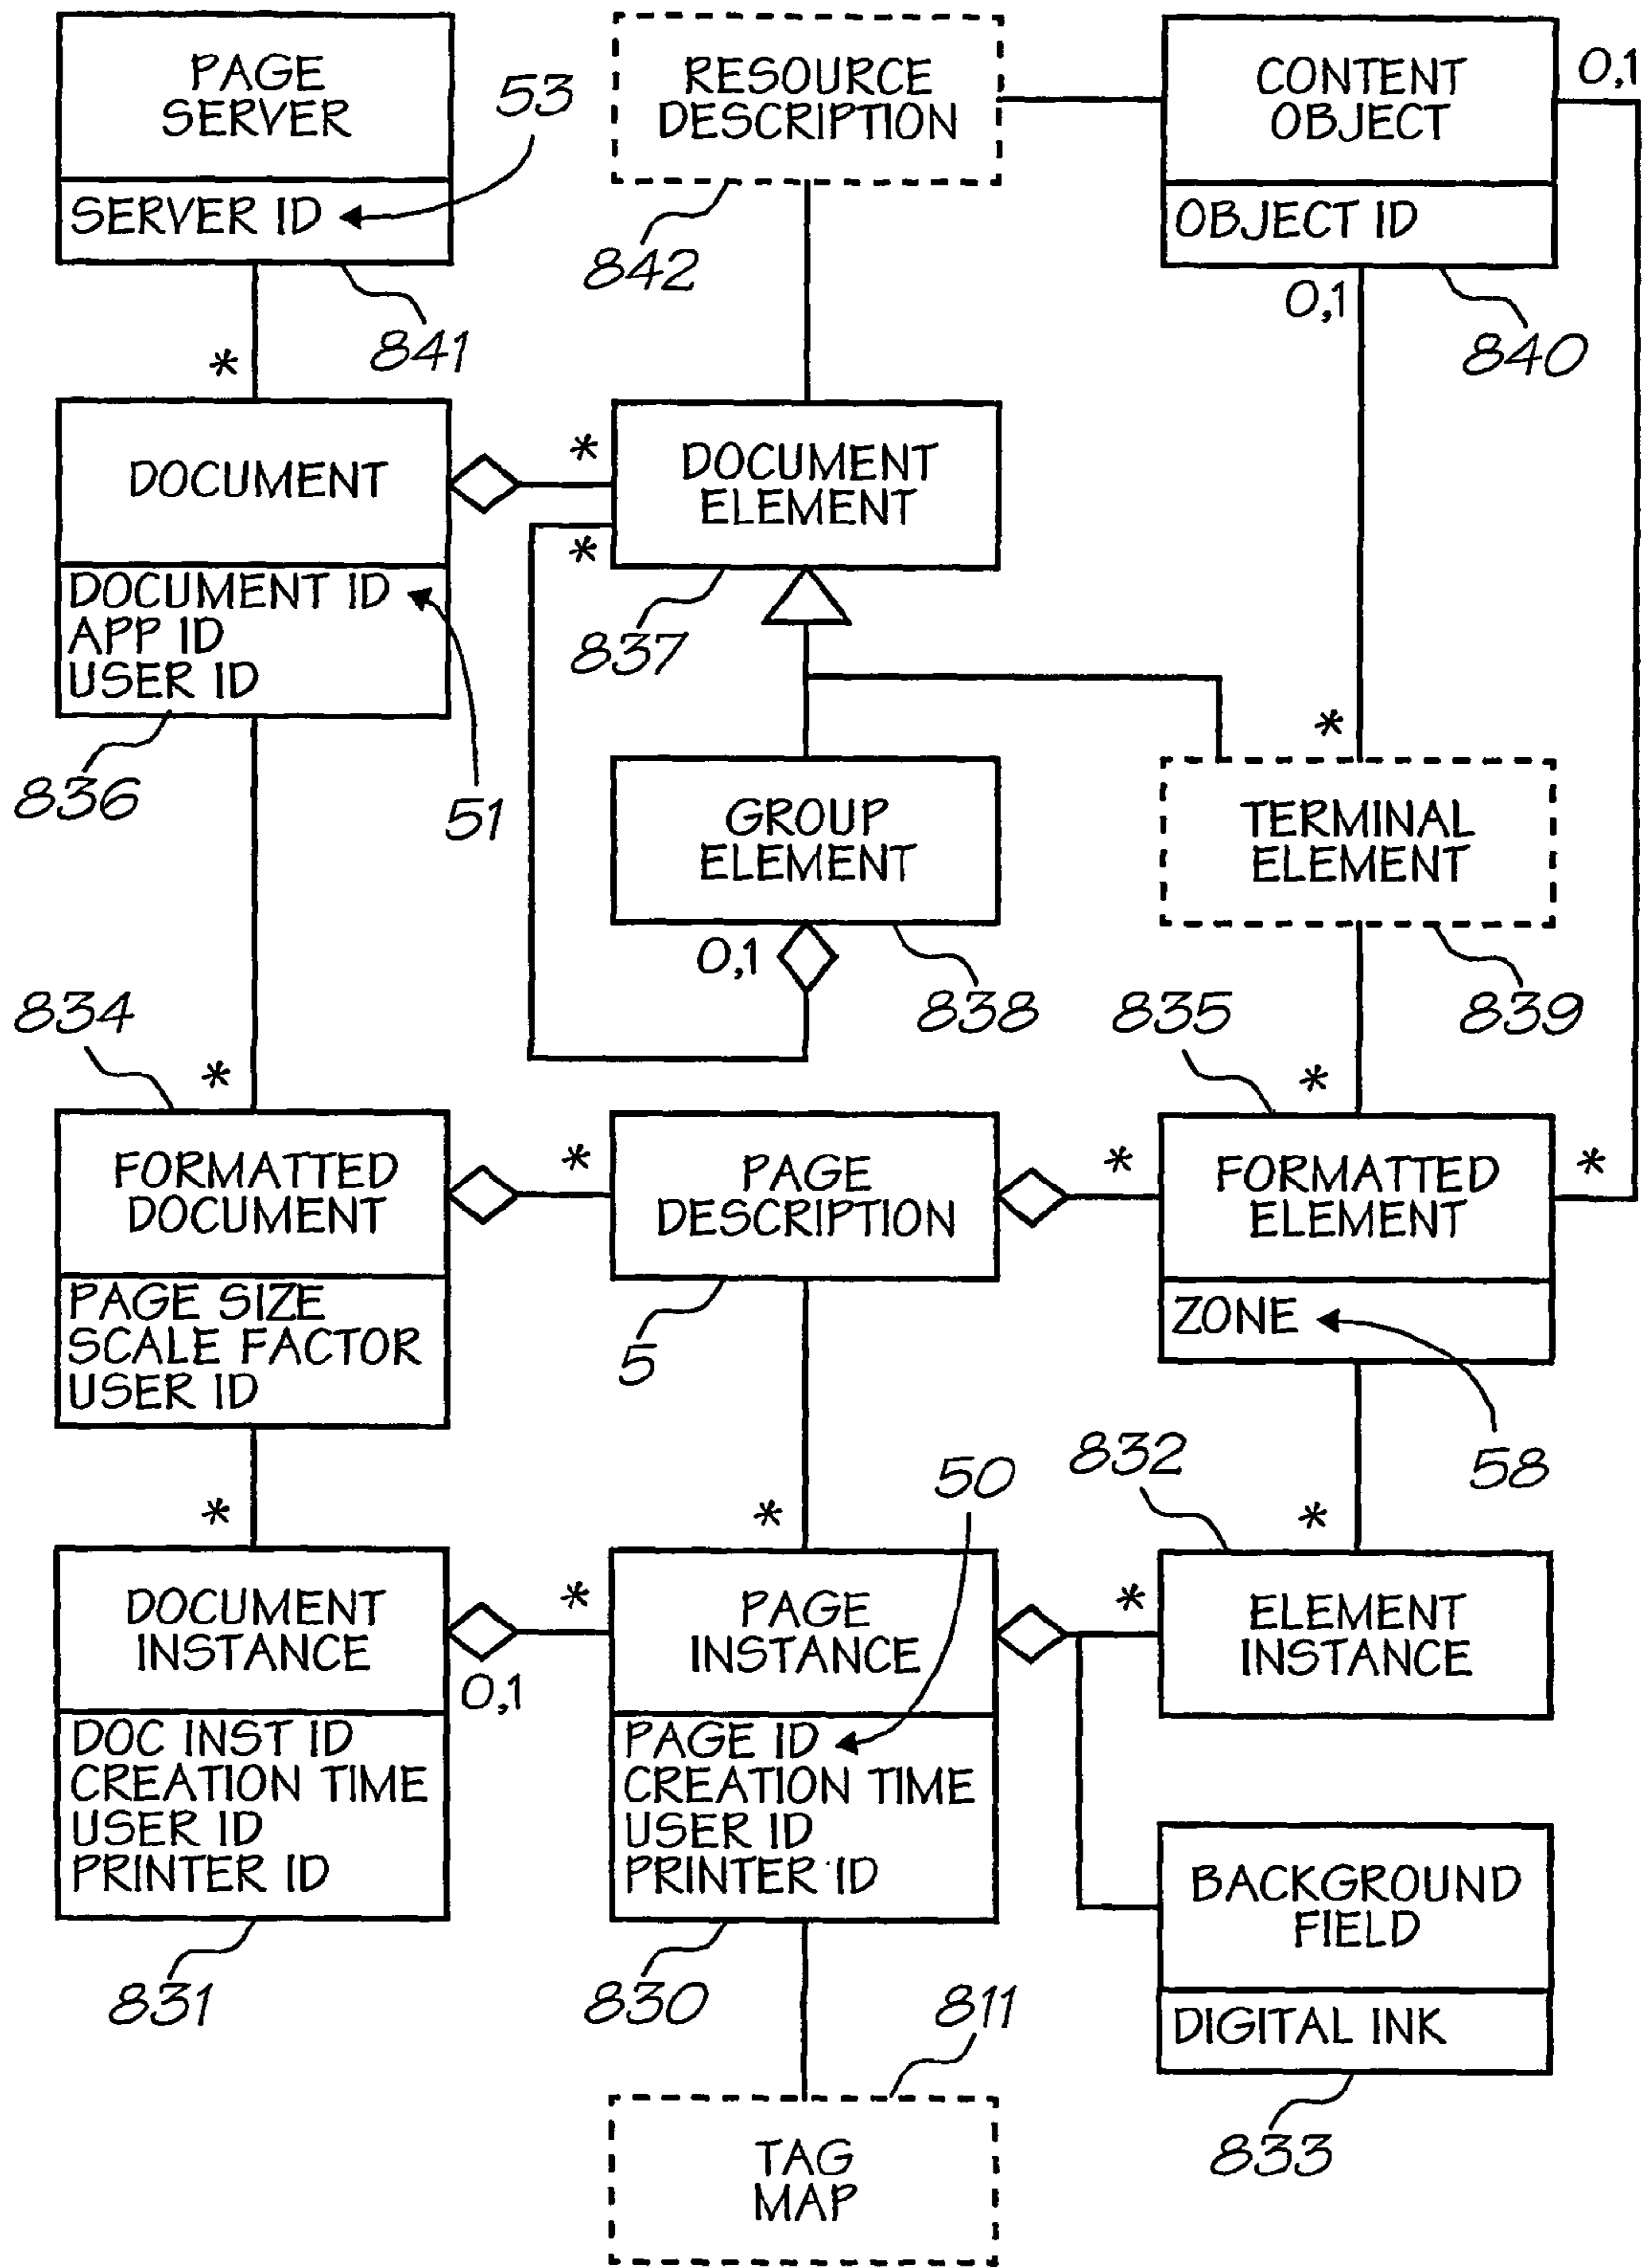 PAGE
SERVER
SERVER ID
53
841
RESOURCE
DESCRIPTION
842
CONTENT
OBJECT
OBJECT ID
0,1
0,1
840
*
DOCUMENT
DOCUMENT ID
APP ID
USER ID
836
51
*
*
DOCUMENT
ELEMENT
837
GROUP
ELEMENT
0,1
838
*
TERMINAL
ELEMENT
839
834
*
FORMATTED
DOCUMENT
PAGE SIZE
SCALE FACTOR
USER ID
*
PAGE
DESCRIPTION
5
835
*
*
FORMATTED
ELEMENT
*
ZONE
58
*
DOCUMENT
INSTANCE
0,1
DOC INST ID
CREATION TIME
USER ID
PRINTER ID
831
*
*
50
PAGE
INSTANCE
PAGE ID
CREATION TIME
USER ID
PRINTER ID
830
832
*
*
ELEMENT
INSTANCE
BACKGROUND
FIELD
DIGITAL INK
833
811
TAG
MAP